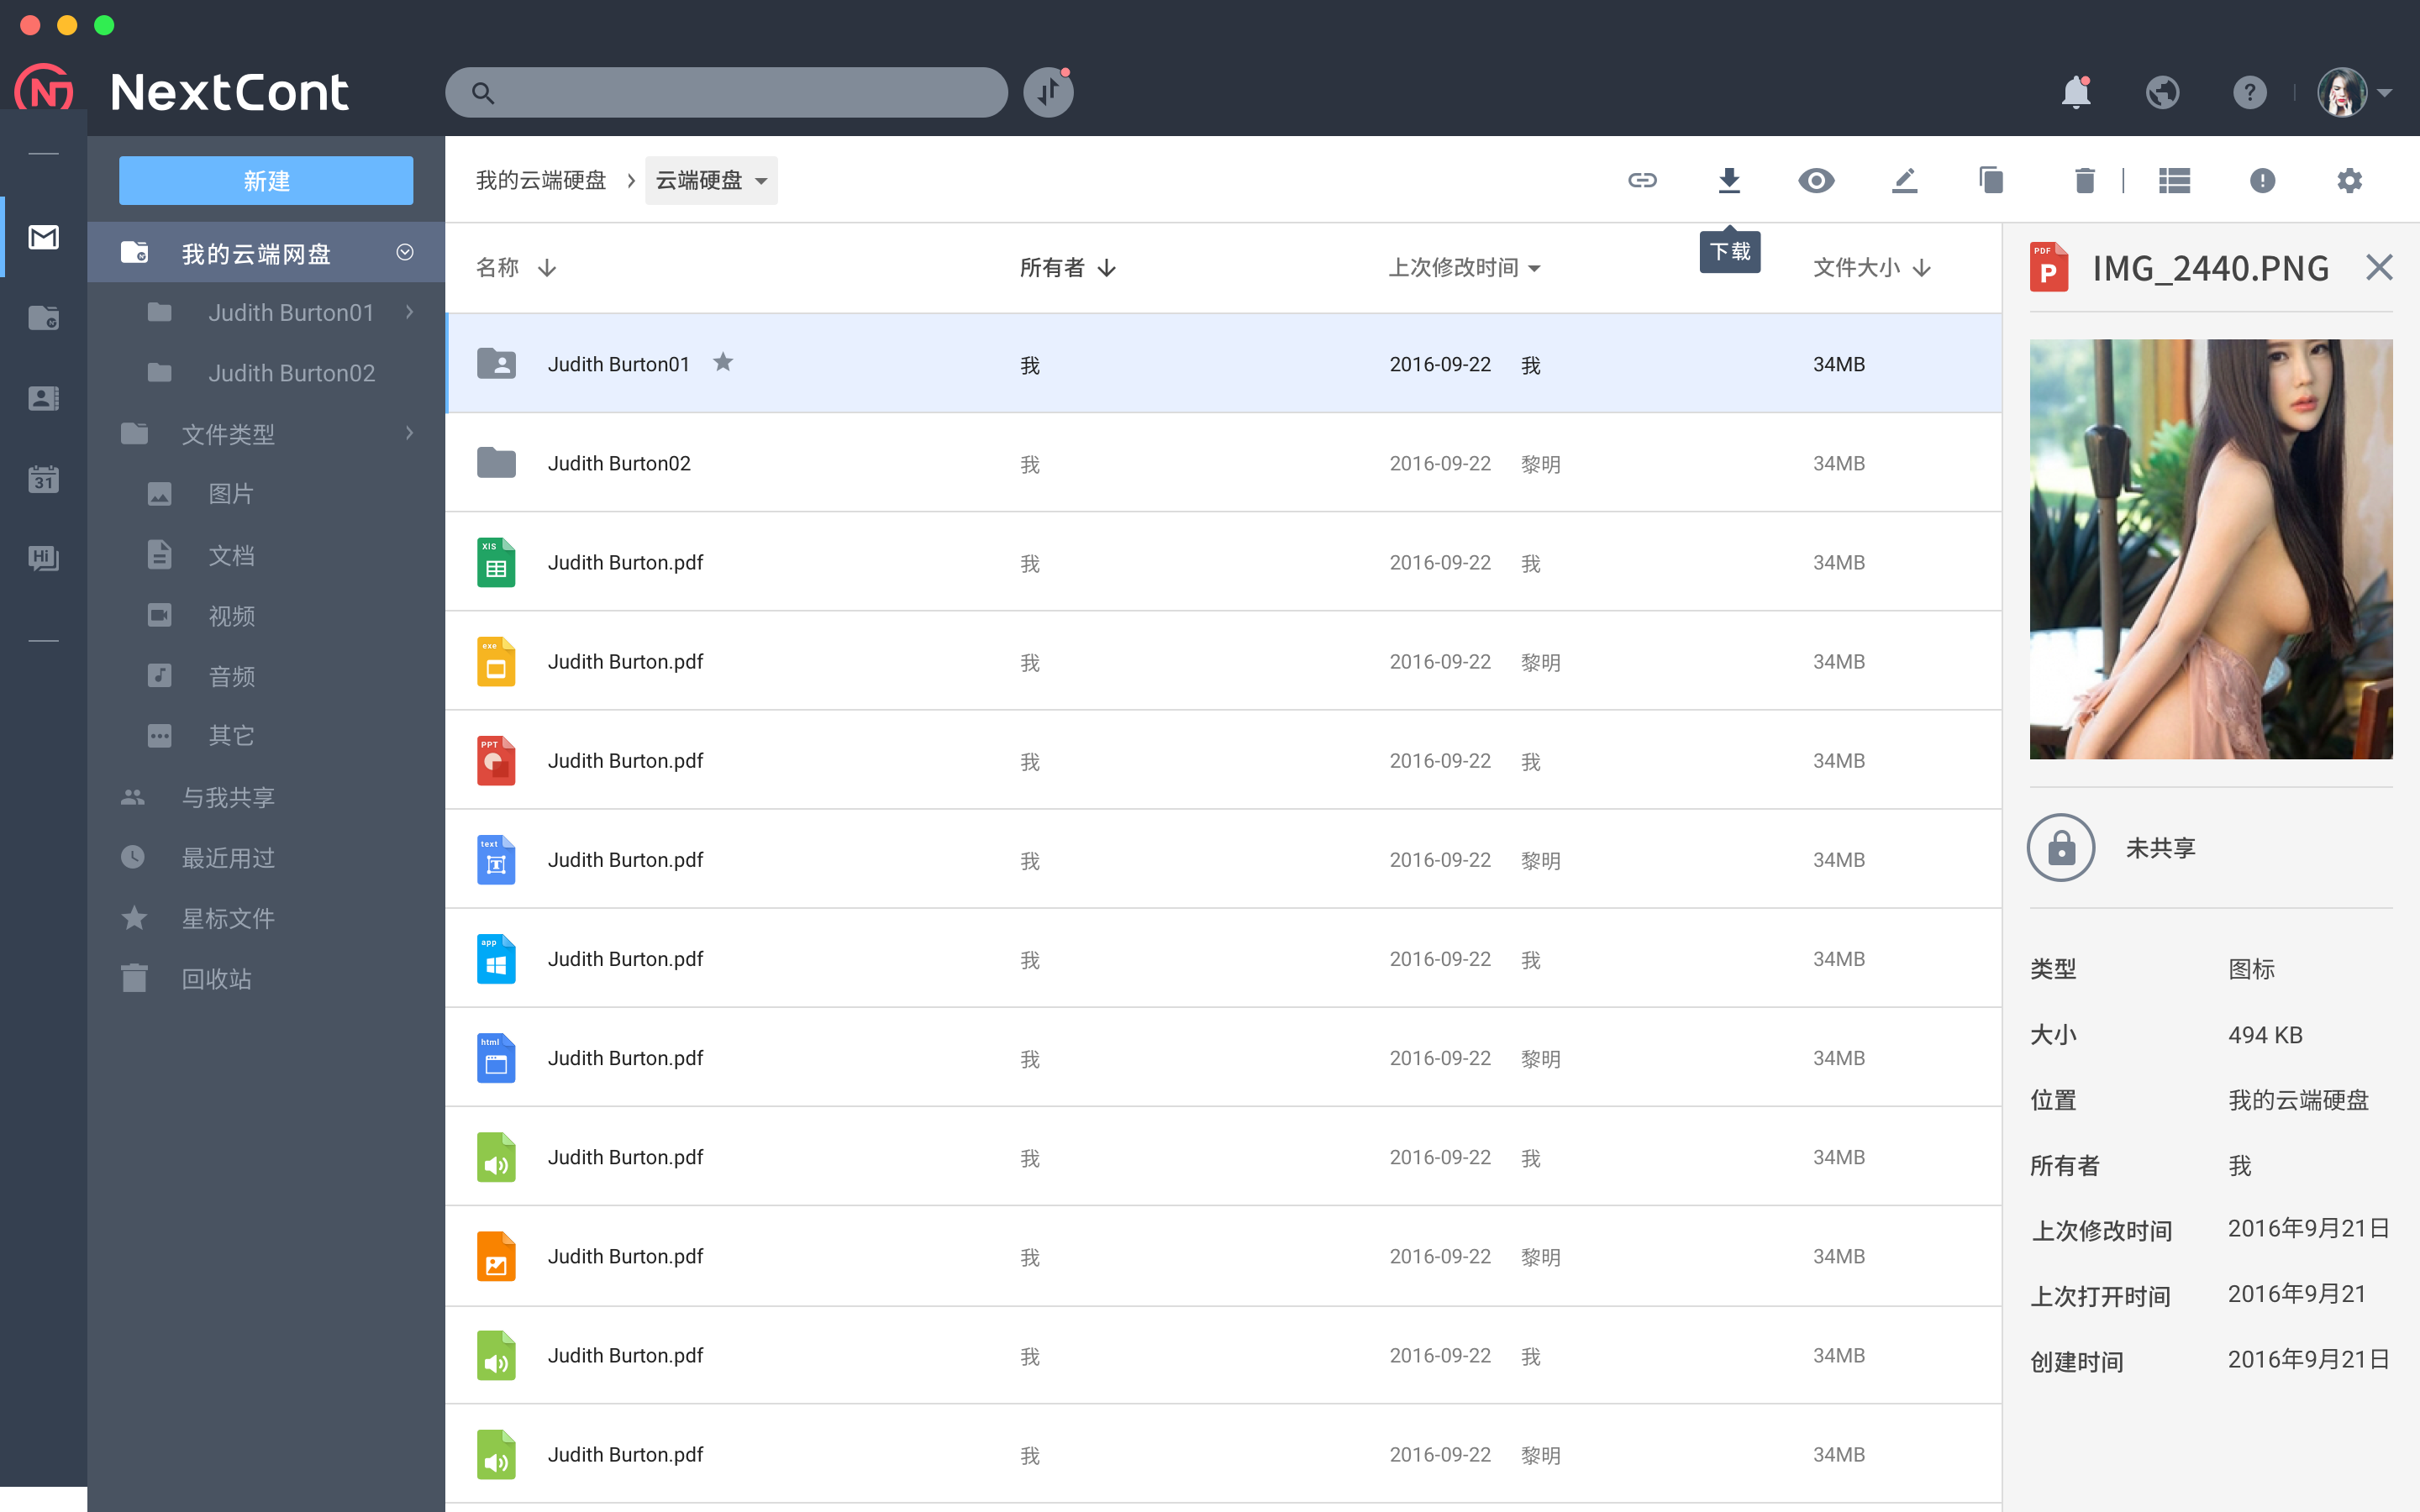 NextCont
新建
我的云端网盘
Judith Burton01
Judith Burton02
文件类型
图片
文档
视频
音频
其它
与我共享
最近用过
星标文件
回收站
31
Hi
我的云端硬盘 云端硬盘
下载
名称 所有者 上次修改时间 文件大小
Judith Burton01 我 2016-09-22 我 34MB
Judith Burton02 我 2016-09-22 黎明 34MB
XIS Judith Burton.pdf 我 2016-09-22 我 34MB
exe Judith Burton.pdf 我 2016-09-22 黎明 34MB
PPT Judith Burton.pdf 我 2016-09-22 我 34MB
text T Judith Burton.pdf 我 2016-09-22 黎明 34MB
app Judith Burton.pdf 我 2016-09-22 我 34MB
html Judith Burton.pdf 我 2016-09-22 黎明 34MB
Judith Burton.pdf 我 2016-09-22 我 34MB
Judith Burton.pdf 我 2016-09-22 黎明 34MB
Judith Burton.pdf 我 2016-09-22 我 34MB
Judith Burton.pdf 我 2016-09-22 黎明 34MB
PDF P IMG_2440.PNG
未共享
类型 图标
大小 494 KB
位置 我的云端硬盘
所有者 我
上次修改时间 2016年9月21日
上次打开时间 2016年9月21
创建时间 2016年9月21日